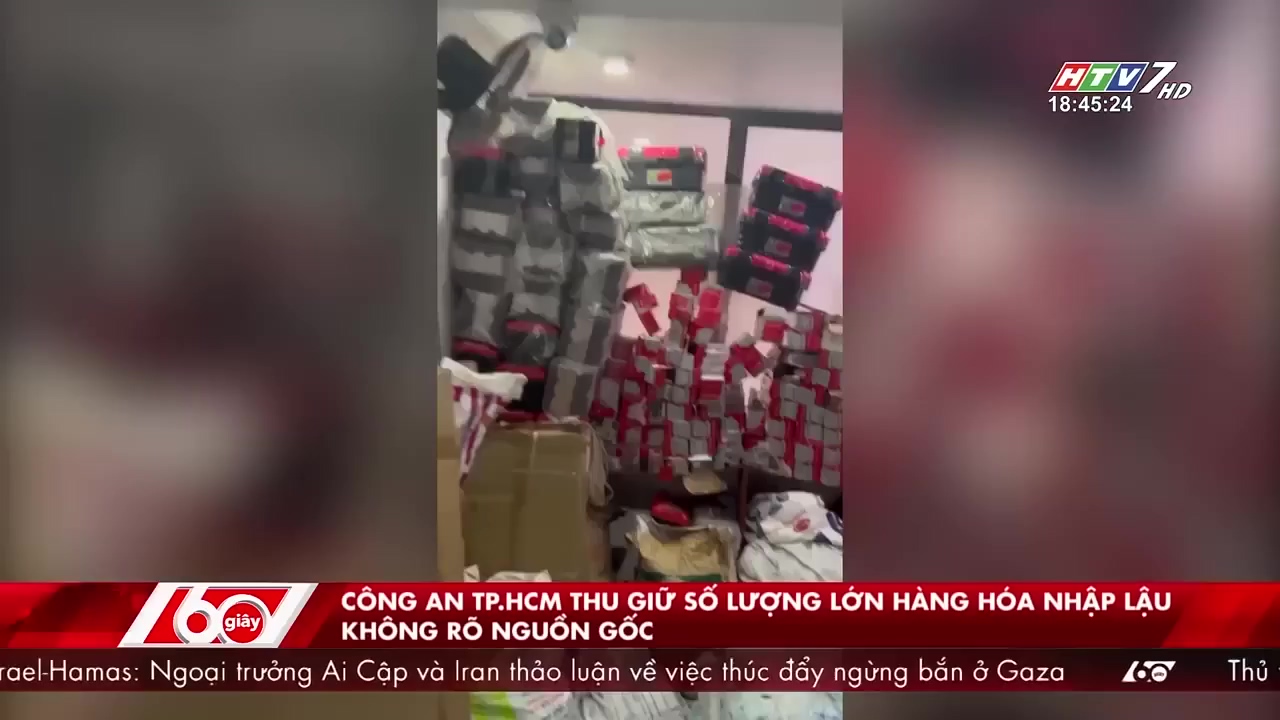 HTV7 HD
18:45:24
60 giây
CÔNG AN TP.HCM THU GIỮ SỐ LƯỢNG LỚN HÀNG HÓA NHẬP LẬU
KHÔNG RÕ NGUỒN GỐC
rael-Hamas: Ngoại trưởng Ai Cập và Iran thảo luận về việc thúc đẩy ngừng bắn ở Gaza 60 giây Thủ